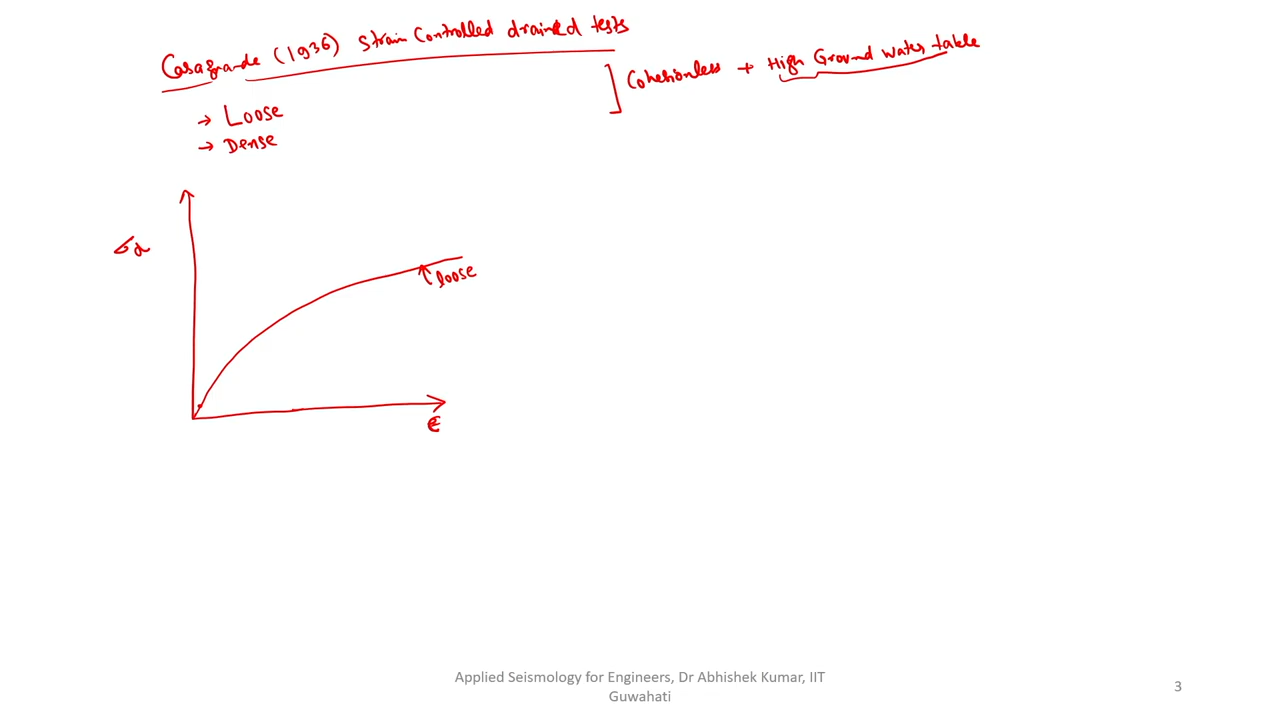 Casagrande (1936) Strain Controlled drained tests
] Cohesionless + High Ground water table
→ Loose
→ Dense
σd
loose
ε
Applied Seismology for Engineers, Dr Abhishek Kumar, IIT
Guwahati
3